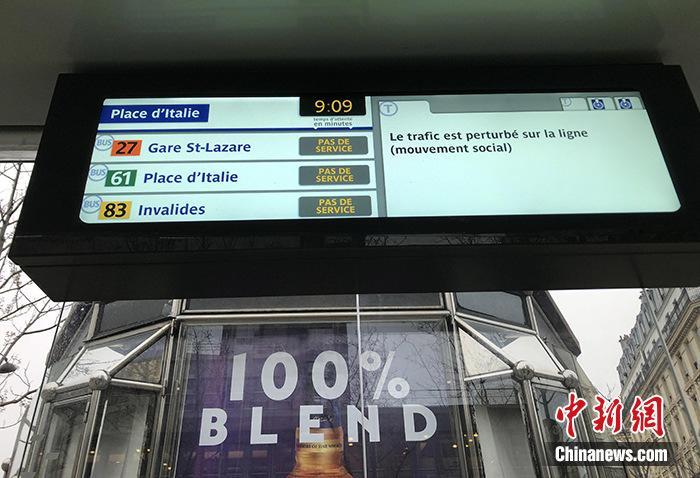 Place d'Italie
9:09
temps d'attente
en minutes
BUS 27 Gare St-Lazare PAS DE SERVICE
BUS 61 Place d'Italie PAS DE SERVICE
BUS 83 Invalides PAS DE SERVICE
T
Le trafic est perturbé sur la ligne
(mouvement social)
100%
BLEND
中新网
Chinanews.com